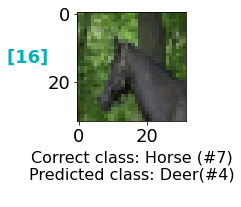 [16]
0
20
0 20
Correct class: Horse (#7)
Predicted class: Deer(#4)